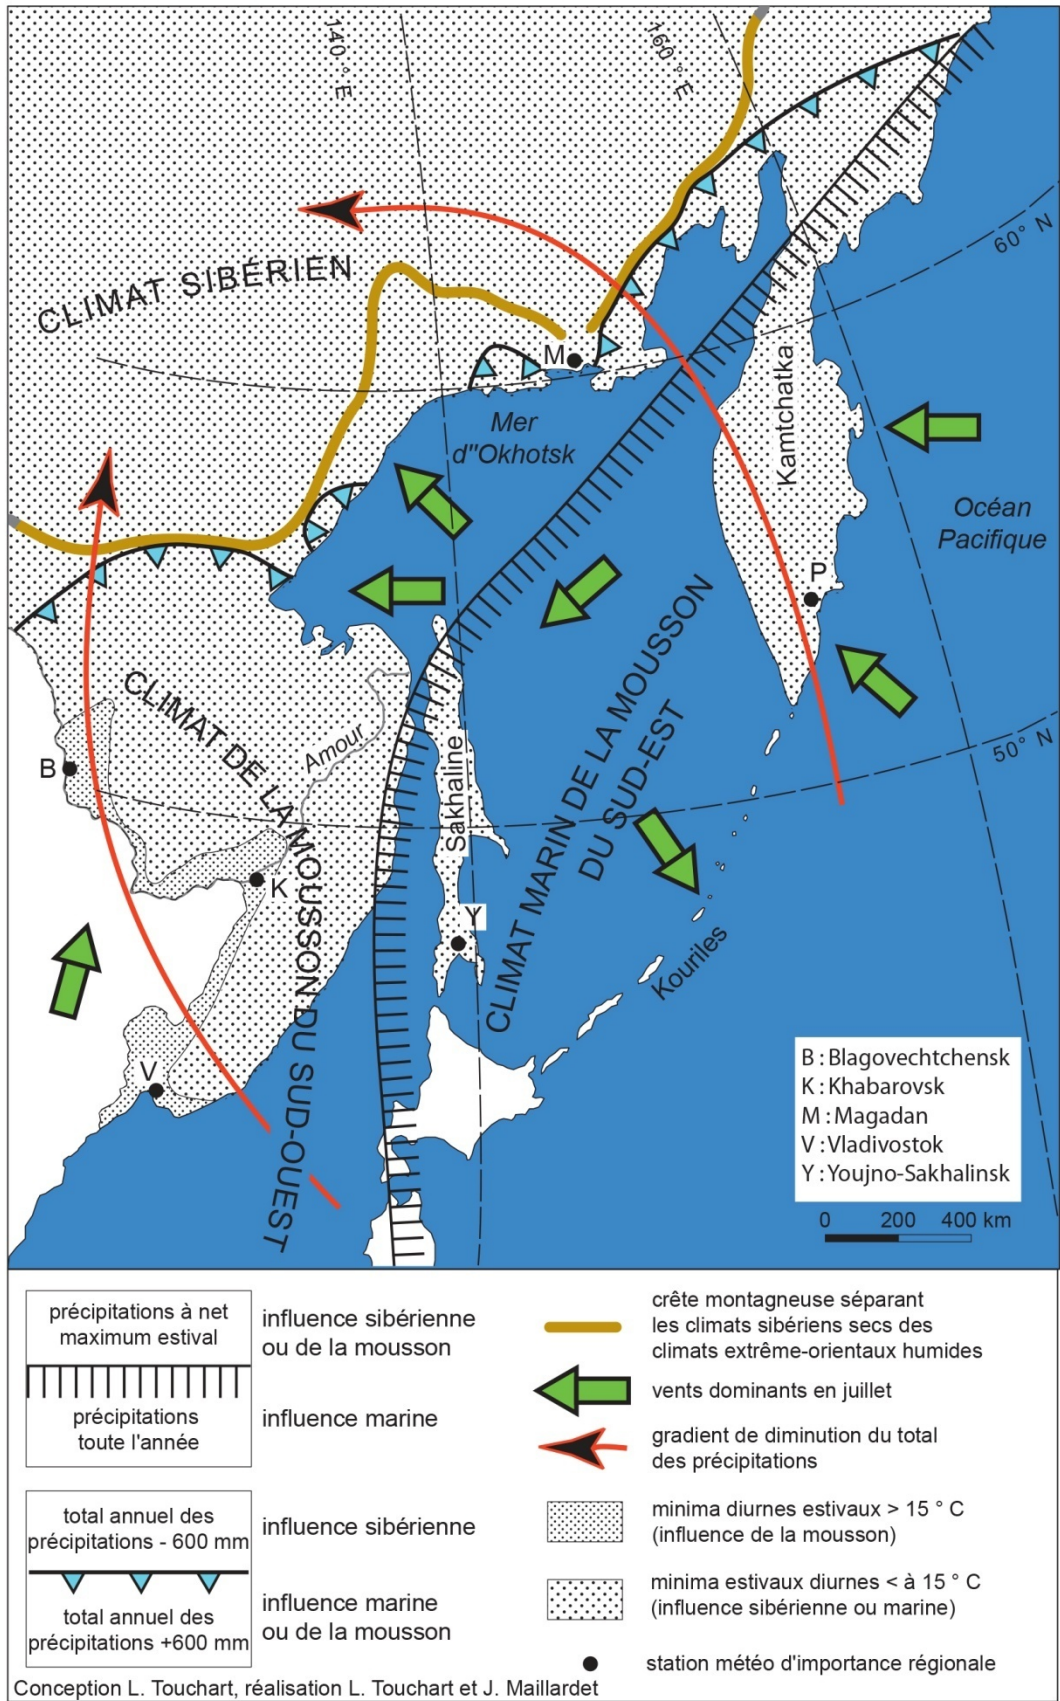 140 ° E
160 ° E
60° N
CLIMAT SIBÉRIEN
M
Mer
d"Okhotsk
Kamtchatka
Océan
Pacifique
P
CLIMAT DE LA MOUSSON DU SUD-OUEST
Amour
B
K
V
Sakhaline
Y
CLIMAT MARIN DE LA MOUSSON
DU SUD-EST
50° N
Kouriles
B : Blagovechtchensk
K : Khabarovsk
M : Magadan
V : Vladivostok
Y : Youjno-Sakhalinsk
0 200 400 km
précipitations à net
maximum estival
influence sibérienne
ou de la mousson
précipitations
toute l'année
influence marine
total annuel des
précipitations - 600 mm
influence sibérienne
total annuel des
précipitations +600 mm
influence marine
ou de la mousson
crête montagneuse séparant
les climats sibériens secs des
climats extrême-orientaux humides
vents dominants en juillet
gradient de diminution du total
des précipitations
minima diurnes estivaux > 15 ° C
(influence de la mousson)
minima estivaux diurnes < à 15 ° C
(influence sibérienne ou marine)
station météo d'importance régionale
Conception L. Touchart, réalisation L. Touchart et J. Maillardet